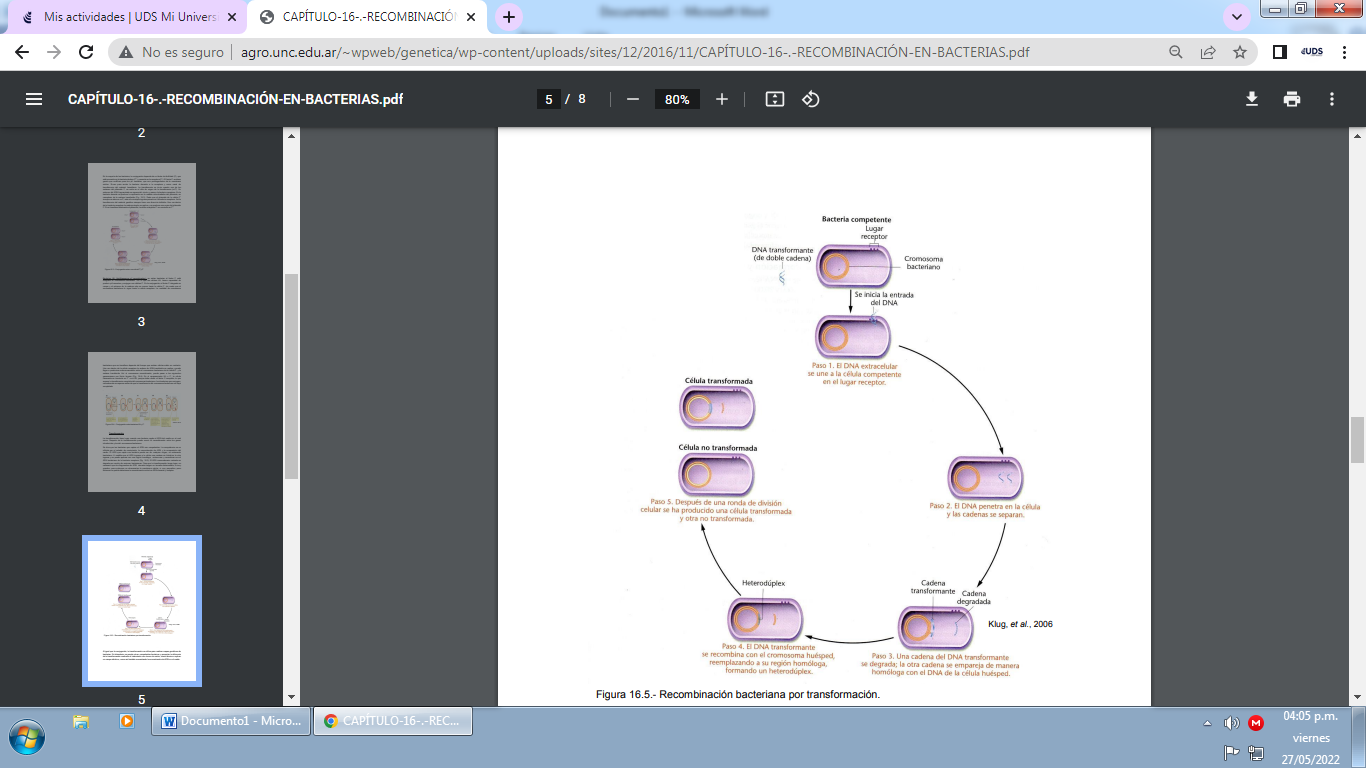 Documento1 - Microsoft Word
Mis actividades | UDS Mi Univers
CAPÍTULO-16-.-RECOMBINACIÓN
No es seguro
agro.unc.edu.ar/~wpweb/genetica/wp-content/uploads/sites/12/2016/11/CAPÍTULO-16-.-RECOMBINACIÓN-EN-BACTERIAS.pdf
UDS
CAPÍTULO-16-.-RECOMBINACIÓN-EN-BACTERIAS.pdf
5 / 8
80%
2
3
4
5
Bacteria competente
Lugar
receptor
DNA transformante
(de doble cadena)
Cromosoma
bacteriano
Se inicia la entrada
del DNA
Paso 1. El DNA extracelular
se une a la célula competente
en el lugar receptor.
Célula transformada
Célula no transformada
Paso 5. Después de una ronda de división
celular se ha producido una célula transformada
y otra no transformada.
Paso 2. El DNA penetra en la célula
y las cadenas se separan.
Heterodúplex
Cadena
transformante
Cadena
degradada
Klug, et al., 2006
Paso 4. El DNA transformante
se recombina con el cromosoma huésped,
reemplazando a su región homóloga,
formando un heterodúplex.
Paso 3. Una cadena del DNA transformante
se degrada; la otra cadena se empareja de manera
homóloga con el DNA de la célula huésped.
Figura 16.5.- Recombinación bacteriana por transformación.
Documento1 - Micro...
CAPÍTULO-16-.-REC...
04:05 p.m.
viernes
27/05/2022